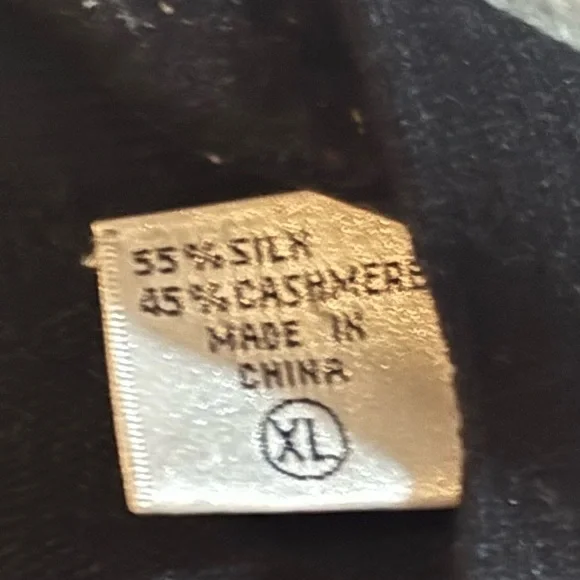 55% SILK
45% CASHMERE
MADE IN
CHINA
XL